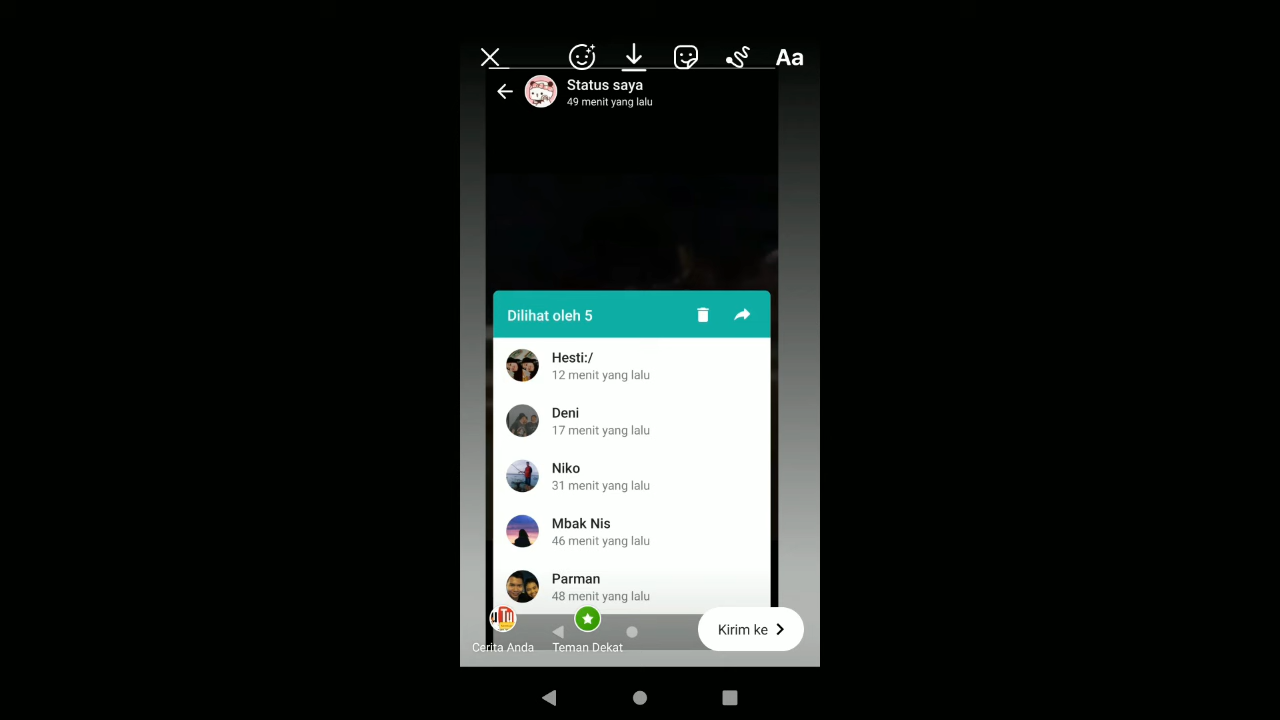 Aa
Status saya
49 menit yang lalu
Dilihat oleh 5
Hesti:/
12 menit yang lalu
Deni
17 menit yang lalu
Niko
31 menit yang lalu
Mbak Nis
46 menit yang lalu
Parman
48 menit yang lalu
Kirim ke
Cerita Anda
Teman Dekat